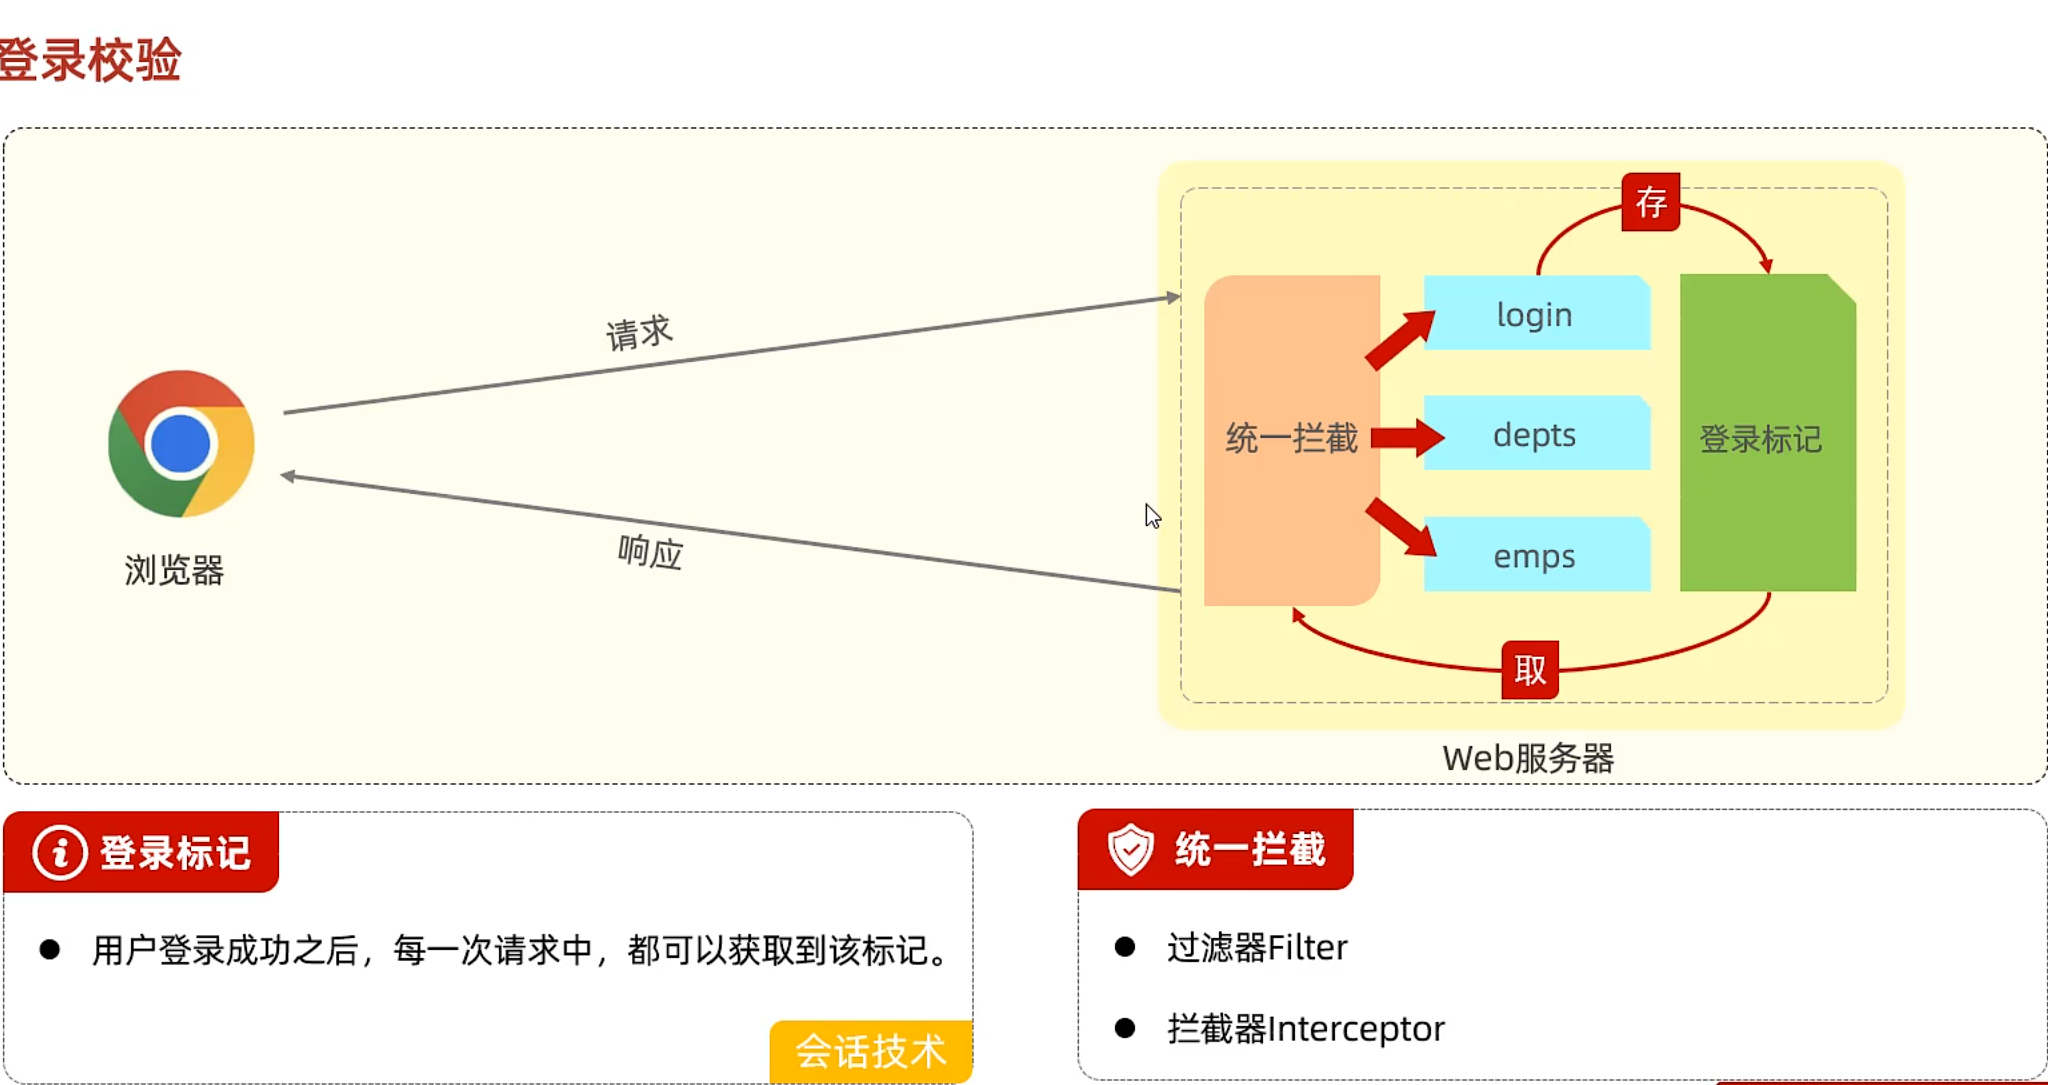 登录校验
存
请求
login
统一拦截
depts
登录标记
响应
emps
浏览器
取
Web服务器
登录标记
用户登录成功之后，每一次请求中，都可以获取到该标记。
会话技术
统一拦截
过滤器Filter
拦截器Interceptor